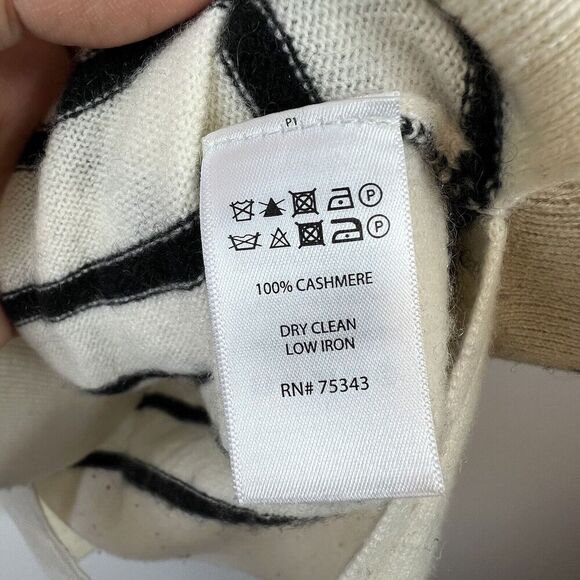 P1
P
P
100% CASHMERE
DRY CLEAN
LOW IRON
RN# 75343